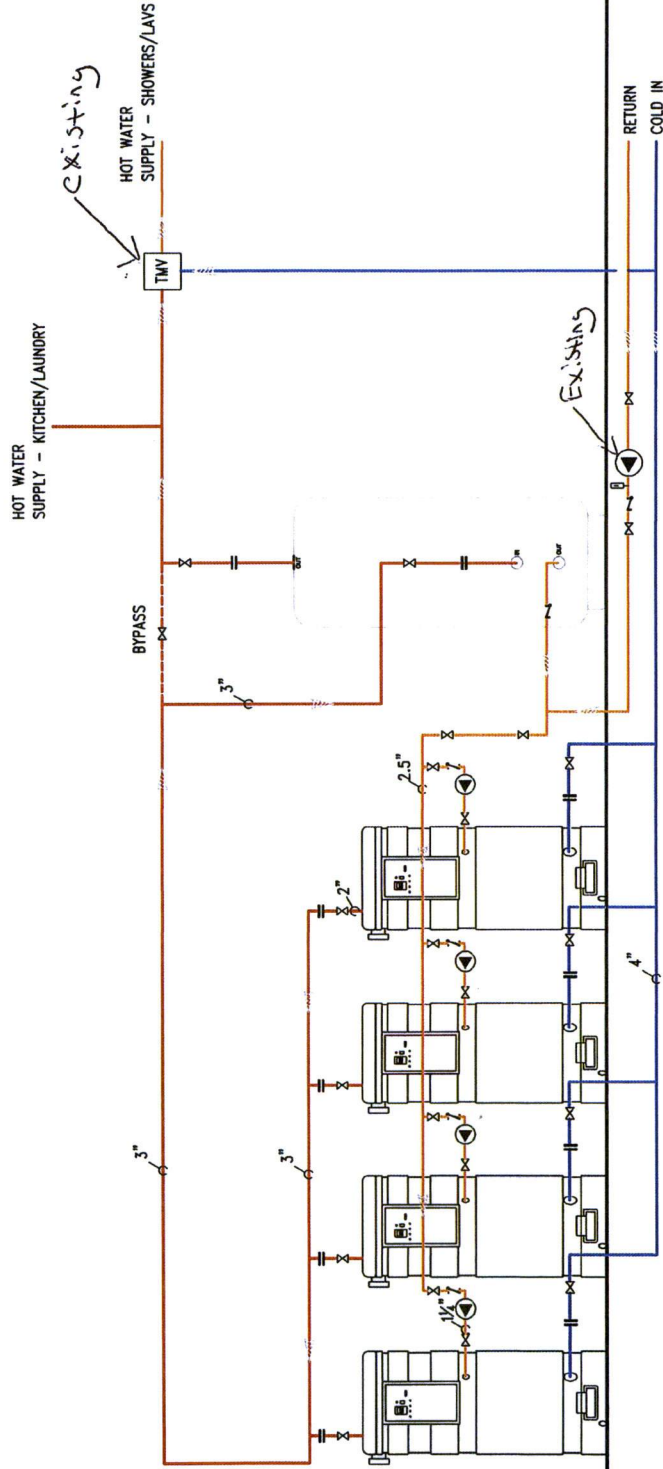 existing
HOT WATER
SUPPLY - SHOWERS/LAVS
TMV
HOT WATER
SUPPLY - KITCHEN/LAUNDRY
Existing
RETURN
COLD IN
BYPASS
OUT
IN
OUT
3"
2.5"
2"
3"
3"
4"
1¼"